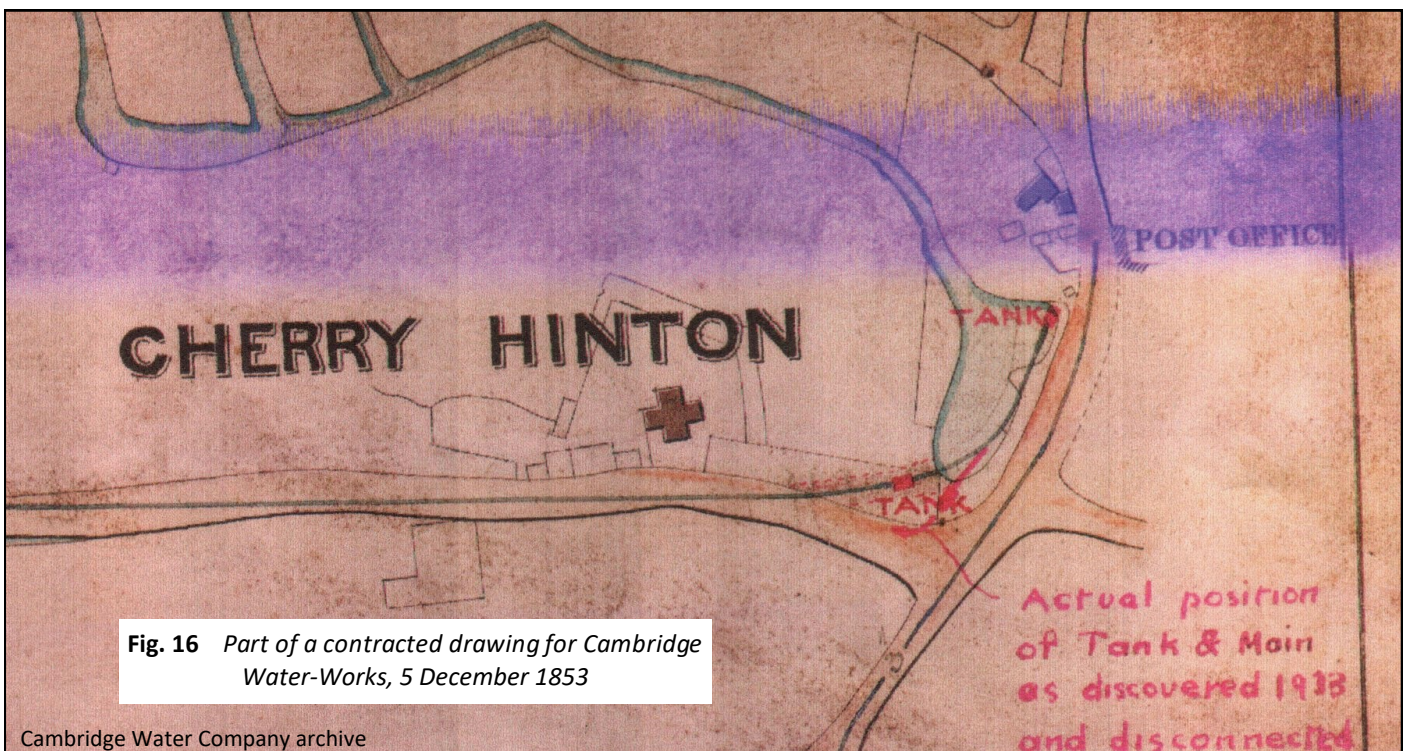 POST OFFICE
TANK
CHERRY HINTON
TANK
Actual position
of Tank & Main
as discovered 1933
and disconnected
Fig. 16 Part of a contracted drawing for Cambridge
Water-Works, 5 December 1853
Cambridge Water Company archive